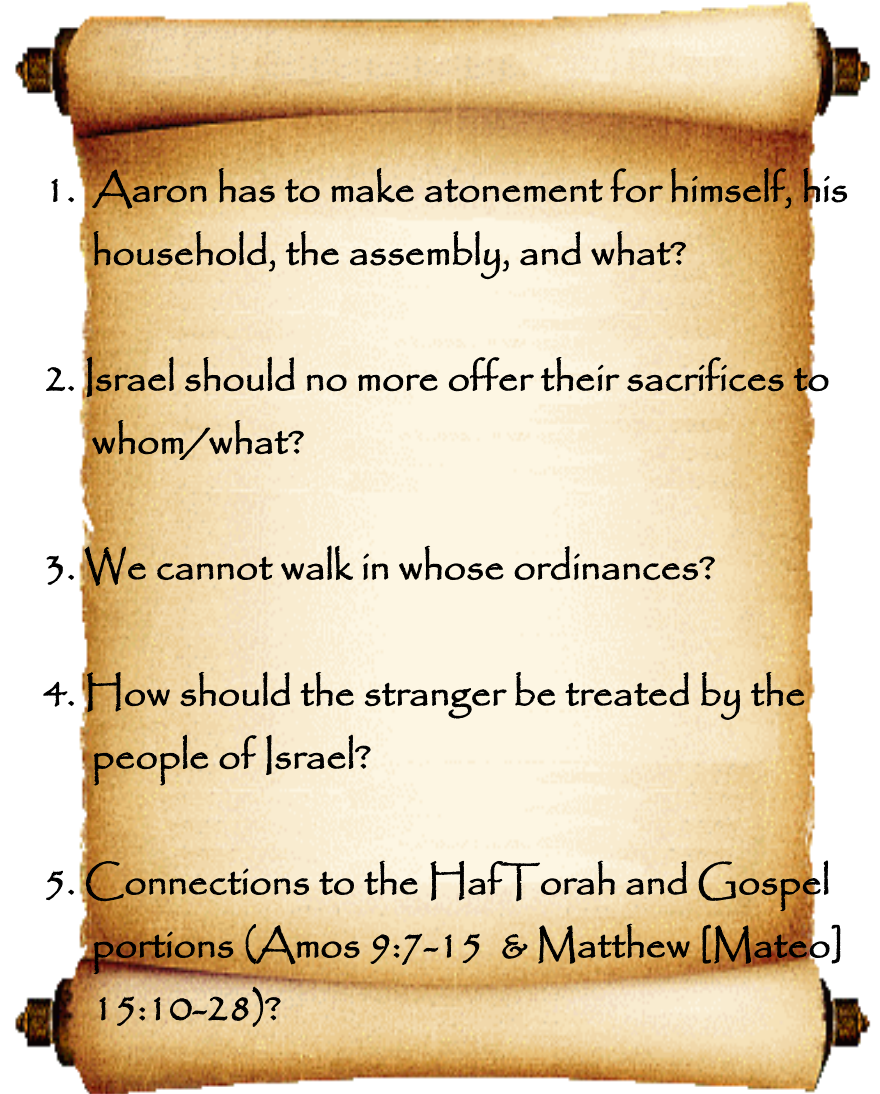 1. Aaron has to make atonement for himself, his
household, the assembly, and what?
2. Israel should no more offer their sacrifices to
whom/what?
3. We cannot walk in whose ordinances?
4. How should the stranger be treated by the
people of Israel?
5. Connections to the HafTorah and Gospel
portions (Amos 9:7-15 & Matthew [Mateo]
15:10-28)?